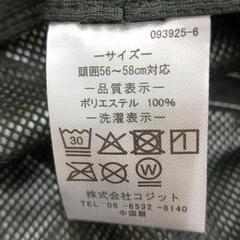 093925-6
ーサイズー
頭囲56〜58cm対応
ー品質表示ー
ポリエステル 100%
ー洗濯表示ー
30
W
株式会社コジット
TEL 06-6532-8140
中国製